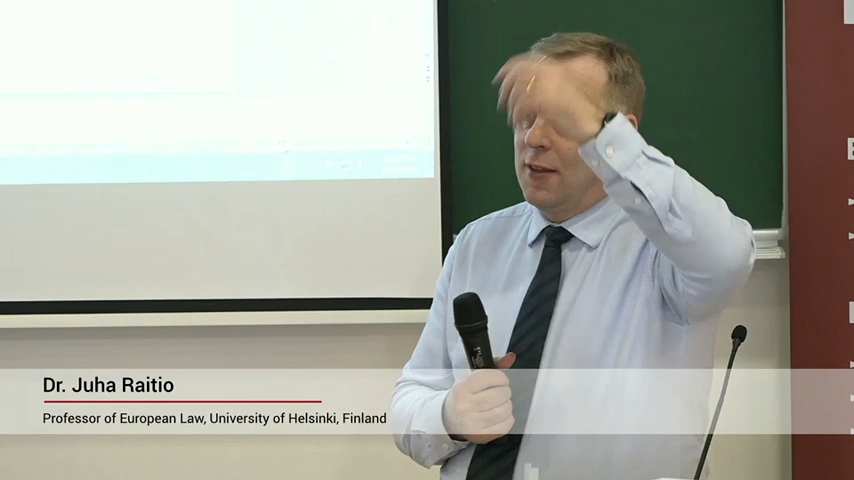 Dr. Juha Raitio
Professor of European Law, University of Helsinki, Finland